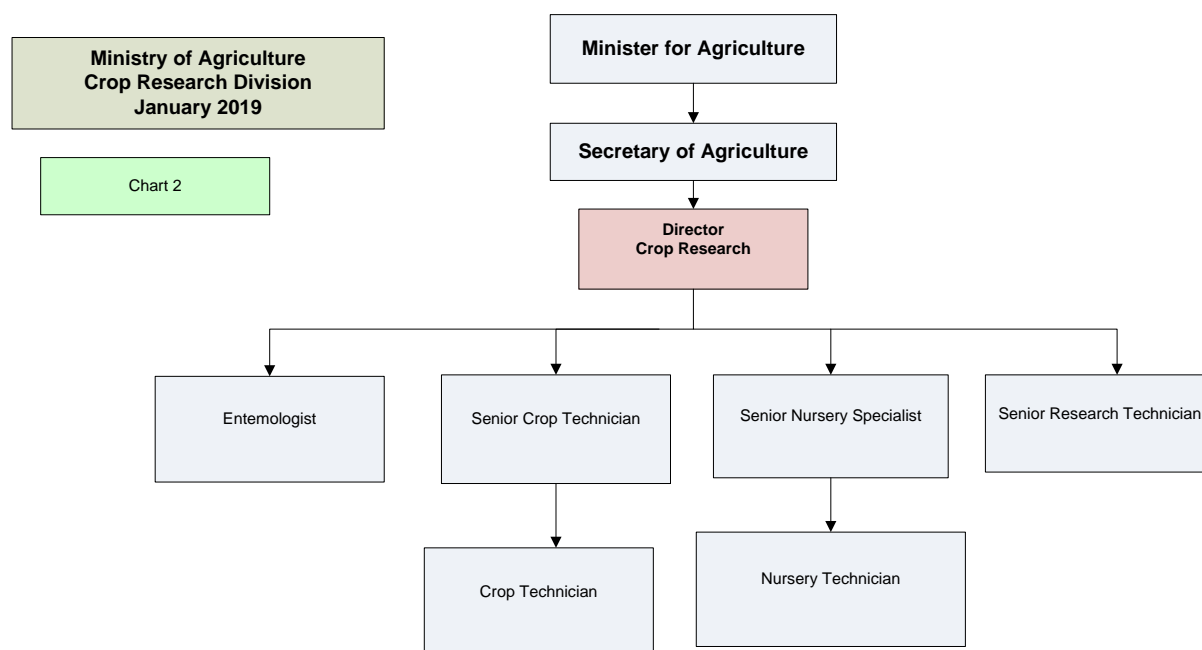 Ministry of Agriculture
Crop Research Division
January 2019
Chart 2
Minister for Agriculture
Secretary of Agriculture
Director
Crop Research
Entemologist
Senior Crop Technician
Senior Nursery Specialist
Senior Research Technician
Crop Technician
Nursery Technician